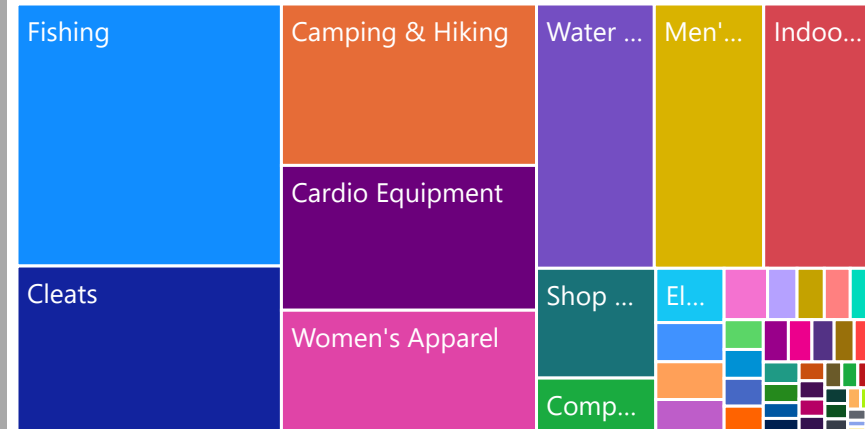 Fishing
Camping & Hiking
Water ...
Men'...
Indoo...
Cardio Equipment
Cleats
Shop ...
El...
Women's Apparel
Comp...